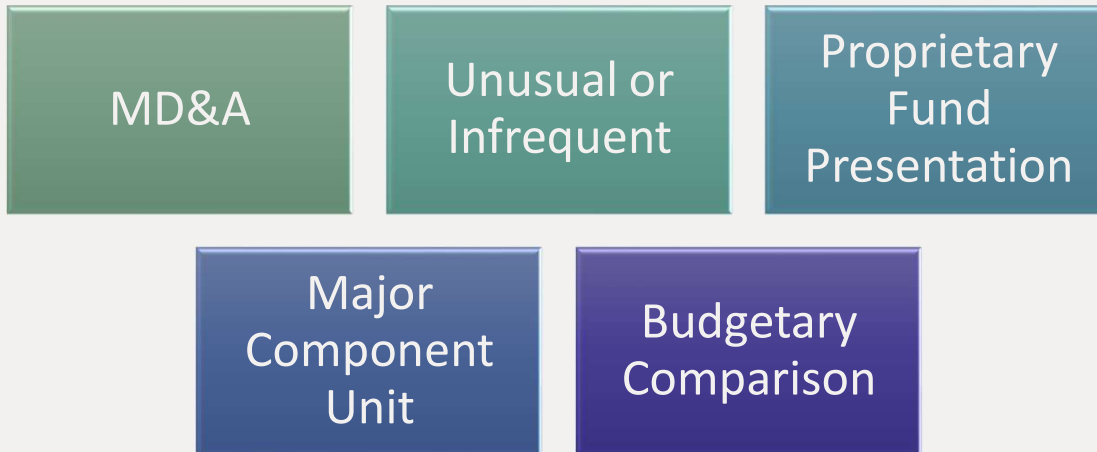 MD&A
Unusual or
Infrequent
Proprietary
Fund
Presentation
Major
Component
Unit
Budgetary
Comparison